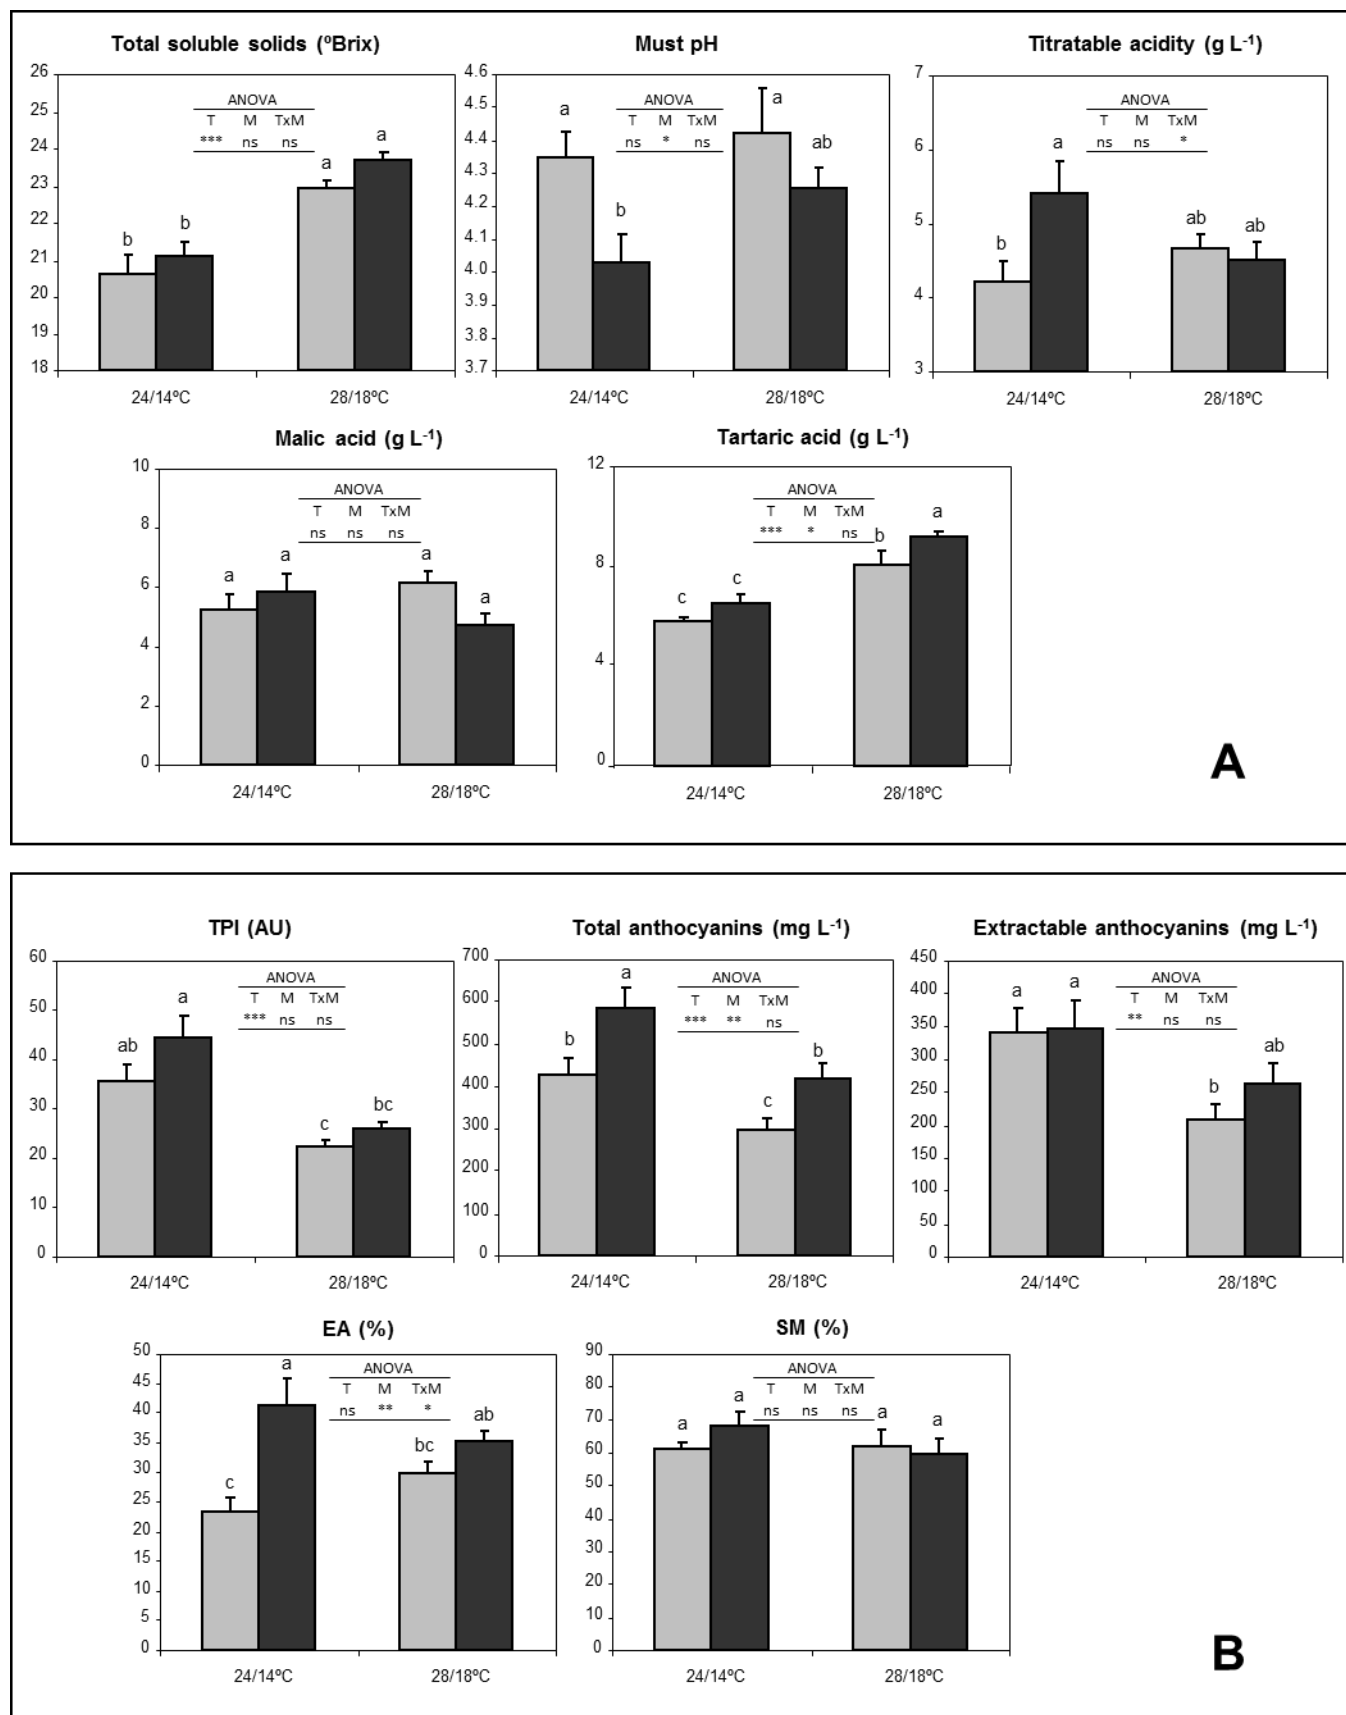 Total soluble solids (ºBrix)
26
25
24
23
22
21
20
19
18
ANOVA
T M TxM
*** ns ns
b b a a
24/14ºC 28/18ºC
Must pH
4.6
4.5
4.4
4.3
4.2
4.1
4.0
3.9
3.8
3.7
ANOVA
T M TxM
ns * ns
a b a ab
24/14ºC 28/18ºC
Titratable acidity (g L-1)
7
6
5
4
3
ANOVA
T M TxM
ns ns *
b a ab ab
24/14ºC 28/18ºC
Malic acid (g L-1)
10
8
6
4
2
0
ANOVA
T M TxM
ns ns ns
a a a a
24/14ºC 28/18ºC
Tartaric acid (g L-1)
12
8
4
0
ANOVA
T M TxM
*** * ns
c c b a
24/14ºC 28/18ºC
A
TPI (AU)
60
50
40
30
20
10
0
ANOVA
T M TxM
*** ns ns
ab a c bc
24/14ºC 28/18ºC
Total anthocyanins (mg L-1)
700
600
500
400
300
200
100
0
ANOVA
T M TxM
*** ** ns
b a c b
24/14ºC 28/18ºC
Extractable anthocyanins (mg L-1)
450
400
350
300
250
200
150
100
50
0
ANOVA
T M TxM
** ns ns
a a b ab
24/14ºC 28/18ºC
EA (%)
50
45
40
35
30
25
20
15
10
5
0
ANOVA
T M TxM
ns ** *
c a bc ab
24/14ºC 28/18ºC
SM (%)
90
80
70
60
50
40
30
20
10
0
ANOVA
T M TxM
ns ns ns
a a a a
24/14ºC 28/18ºC
B